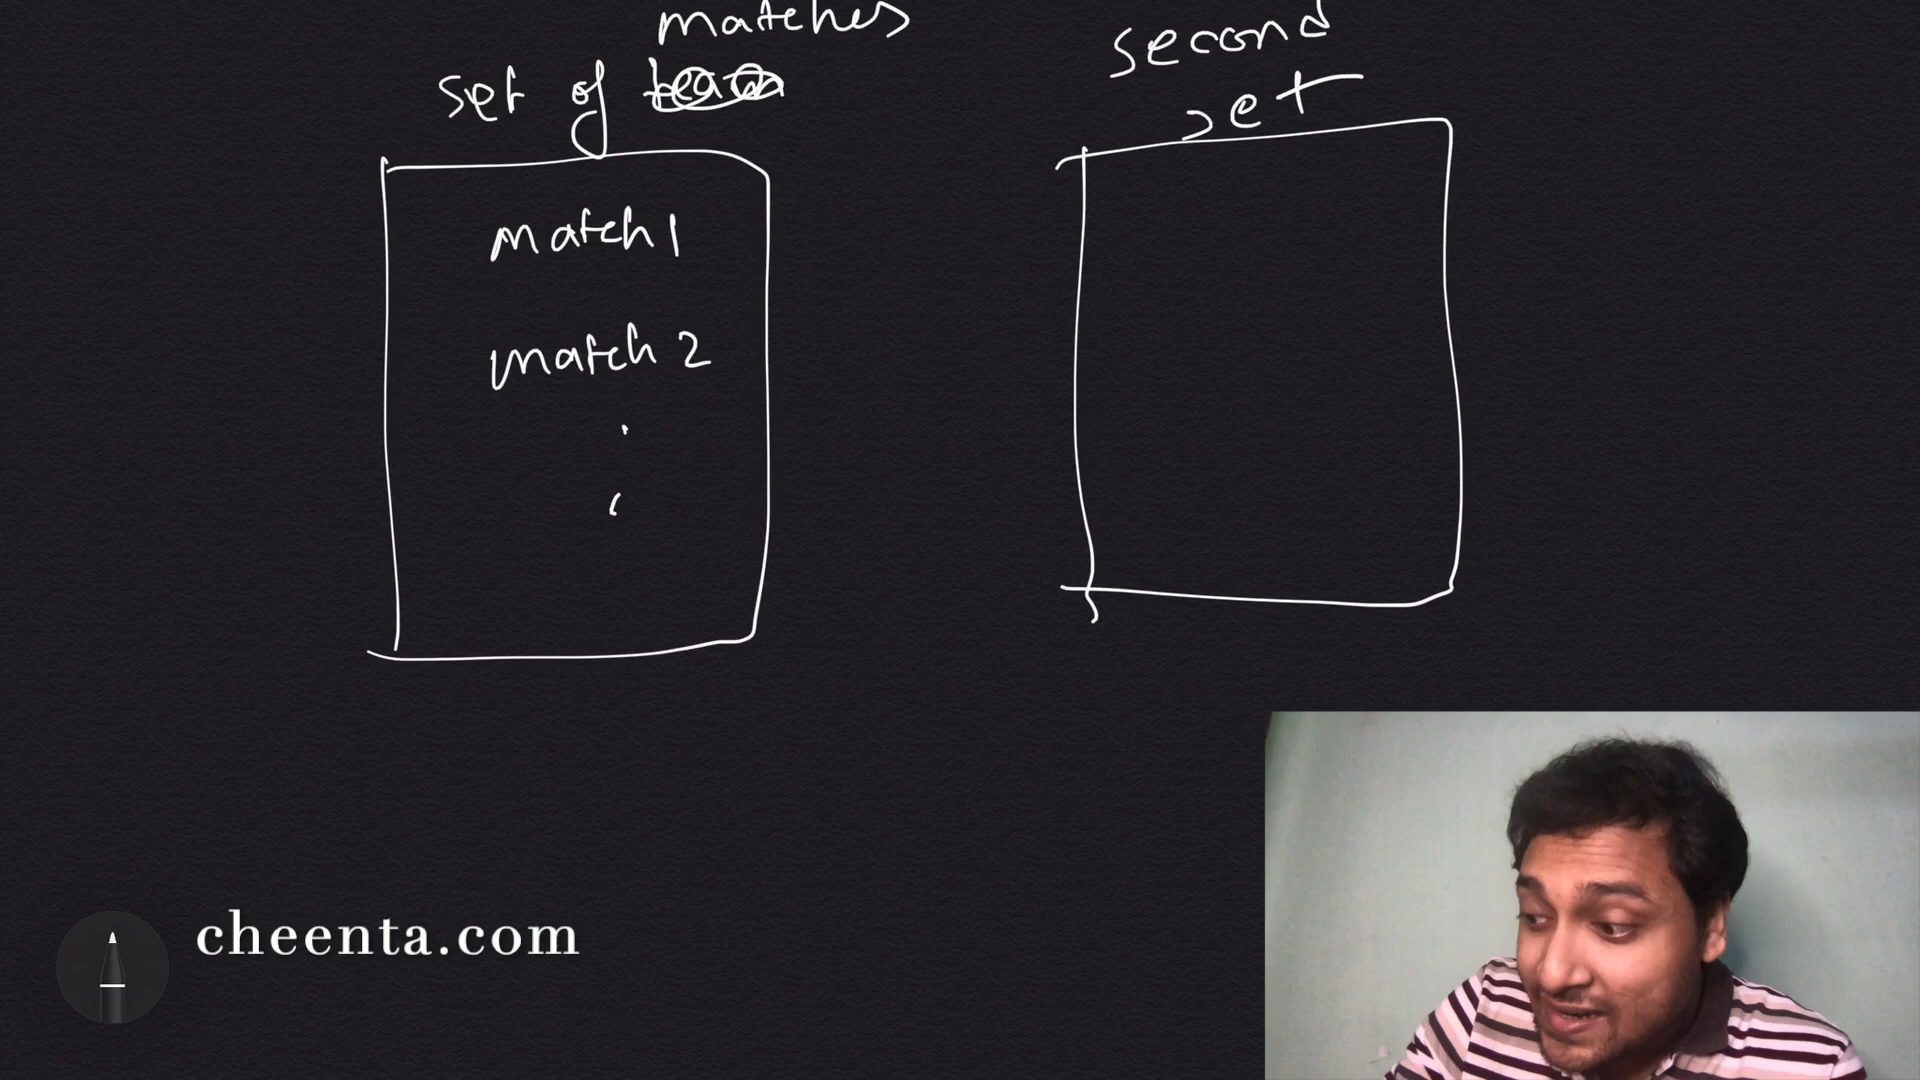 matches
set of
match 1
match 2
second
set
cheenta.com